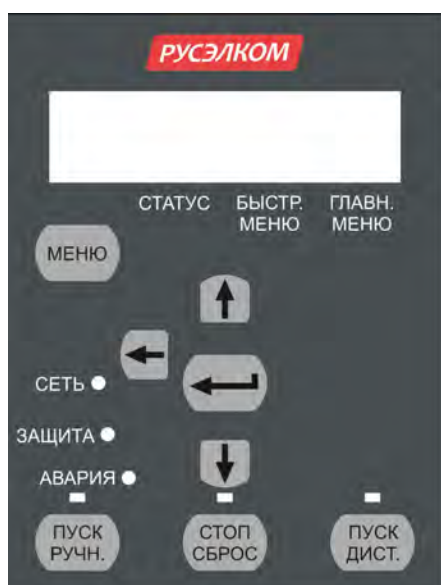 РУСЭЛКОМ
СТАТУС БЫСТР. ГЛАВН.
МЕНЮ МЕНЮ
МЕНЮ
СЕТЬ
ЗАЩИТА
АВАРИЯ
ПУСК СТОП ПУСК
РУЧН. СБРОС ДИСТ.